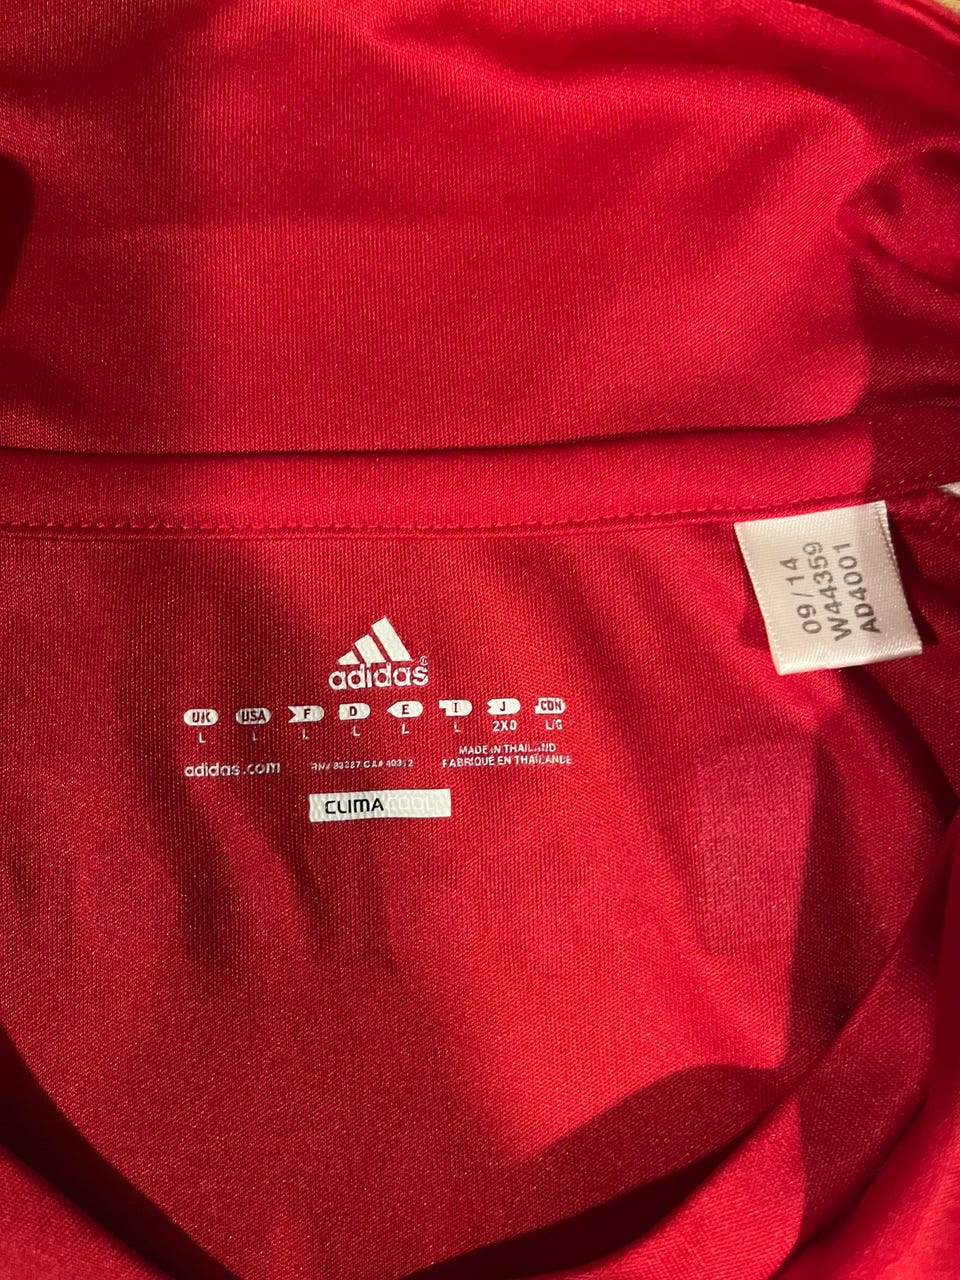 adidas
UK USA F D E I J CON
L L L L L L 2XO L/G
adidas.com
MADE IN THAILAND
FABRIQUÉ EN THAÏLANDE
CLIMACOOL
09/14
W44359
AD4001